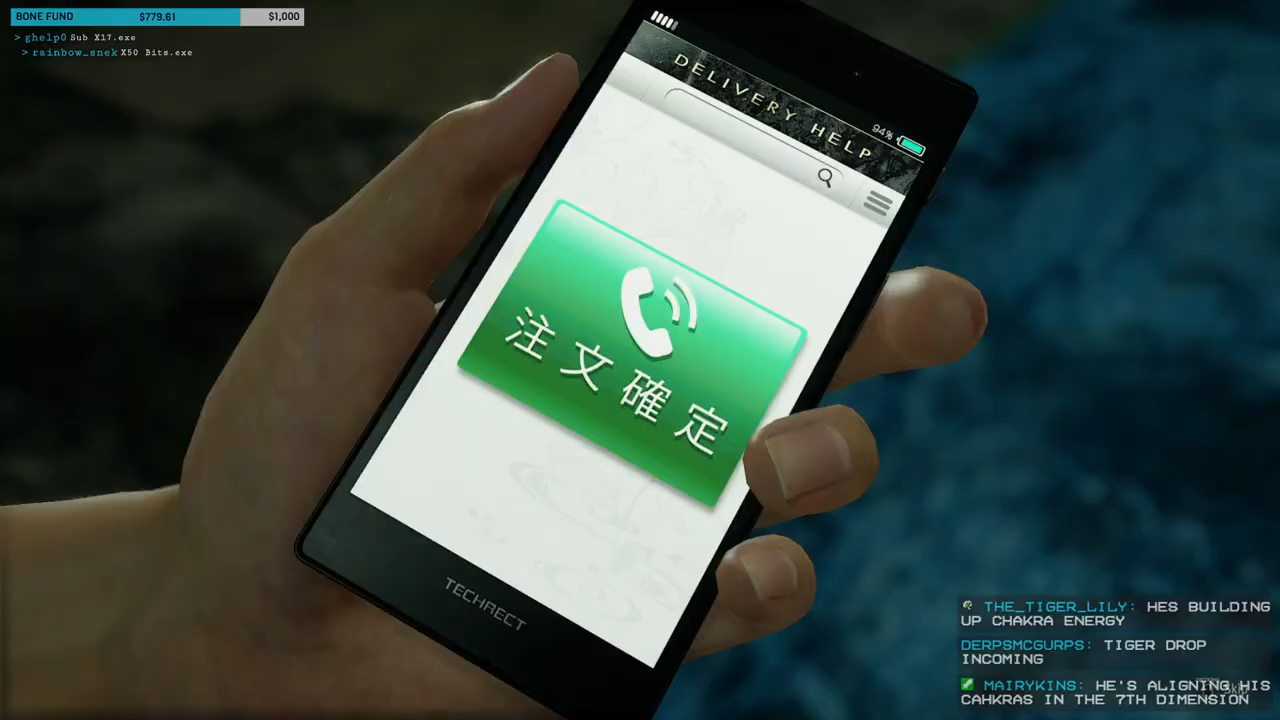 BONE FUND $779.61 $1,000
> ghelp0 Sub X17.exe
> rainbow_snek X50 Bits.exe
DELIVERY HELP
94%
注文確定
TECHRECT
THE_TIGER_LILY: HES BUILDING
UP CHAKRA ENERGY
DERPSMCGURPS: TIGER DROP
INCOMING
MAIRYKINS: HE'S ALIGNING HIS
CAHKRAS IN THE 7TH DIMENSION